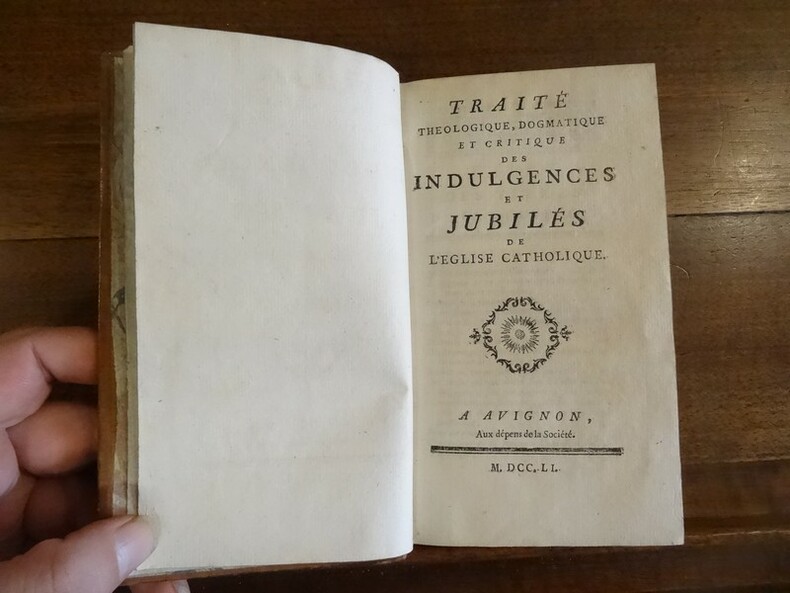 TRAITÉ
THEOLOGIQUE, DOGMATIQUE
ET CRITIQUE
DES
INDULGENCES
ET
JUBILÉS
DE
L'EGLISE CATHOLIQUE.
A AVIGNON,
Aux dépens de la Société.
M. DCC. LI.